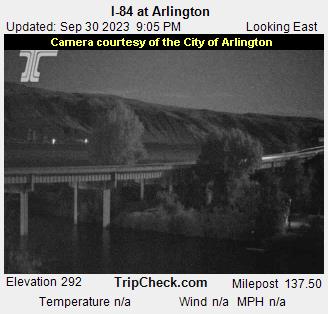 I-84 at Arlington
Updated: Sep 30 2023 9:05 PM Looking East
Camera courtesy of the City of Arlington
Elevation 292 TripCheck.com Milepost 137.50
Temperature n/a Wind n/a MPH n/a